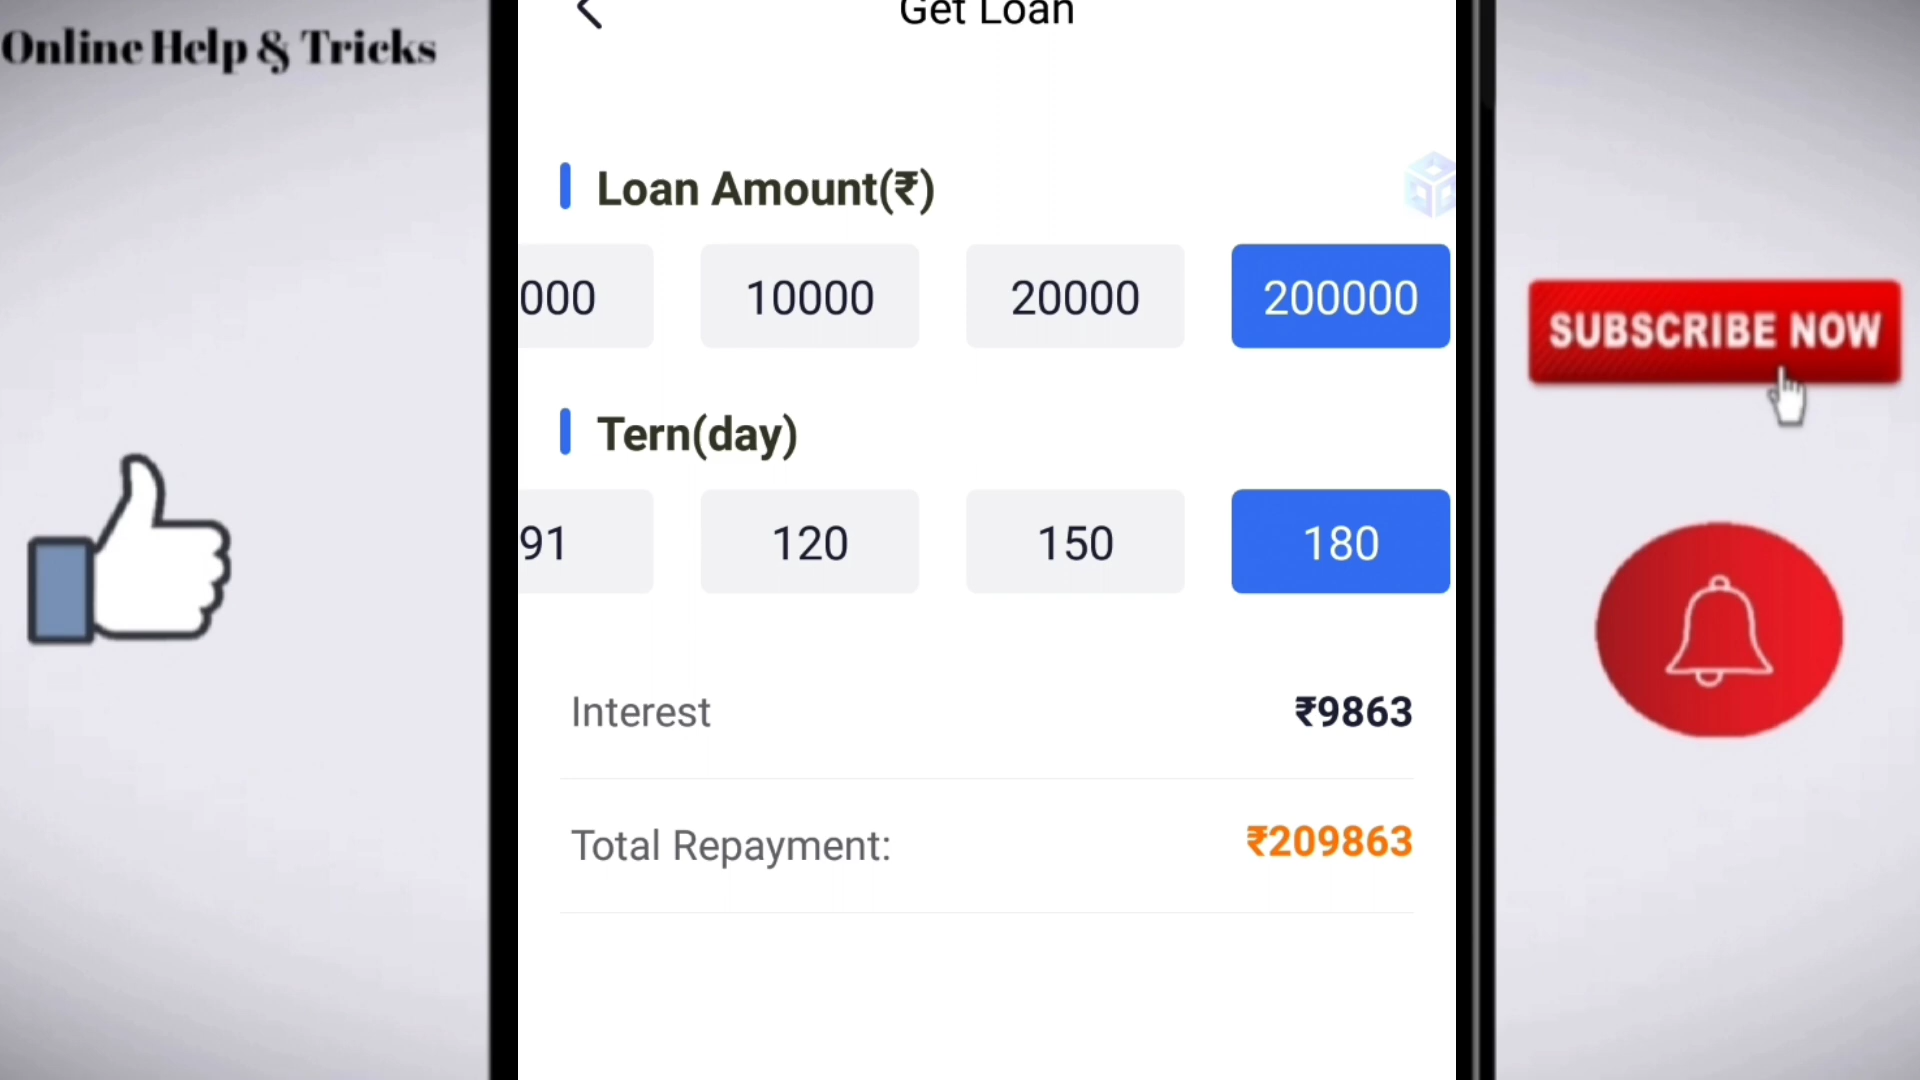 Online Help & Tricks
Get Loan
Loan Amount(₹)
000 10000 20000 200000
Tern(day)
91 120 150 180
Interest ₹9863
Total Repayment: ₹209863
SUBSCRIBE NOW